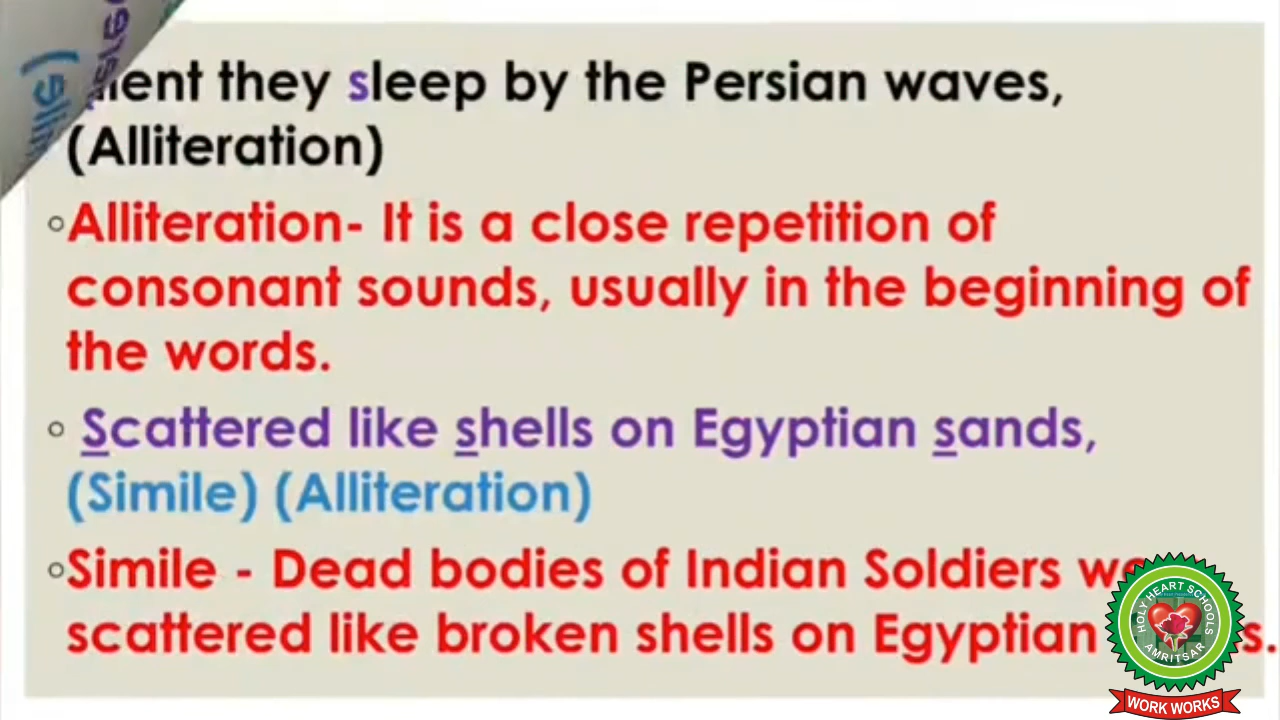 they sleep by the Persian waves,
(Alliteration)
◦Alliteration- It is a close repetition of
consonant sounds, usually in the beginning of
the words.
◦ Scattered like shells on Egyptian sands,
(Simile) (Alliteration)
◦Simile - Dead bodies of Indian Soldiers
scattered like broken shells on Egyptian
HOLY HEART SCHOOLS
AMRITSAR
WORK WORKS